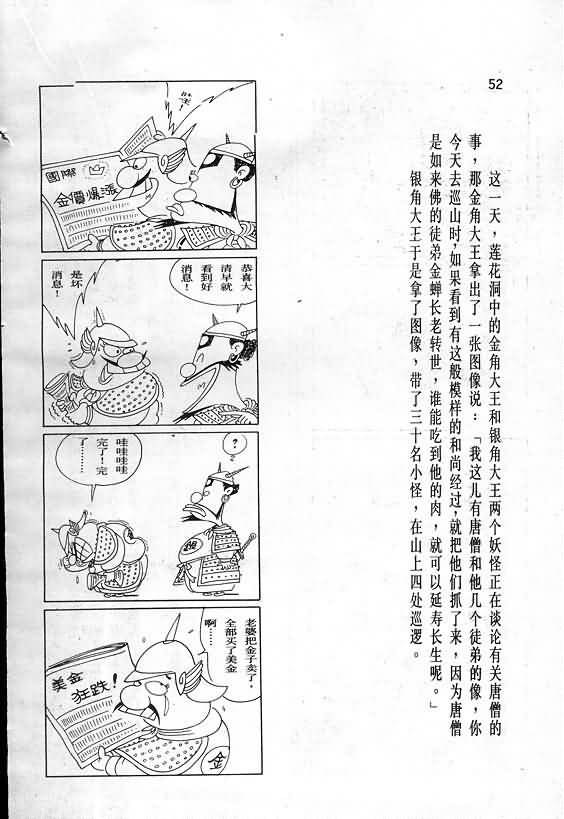 52
这一天，莲花洞中的金角大王和银角大王两个妖怪正在谈论有关唐僧的
事，那金角大王拿出了一张图像说：「我这儿有唐僧和他几个徒弟的像，你
今天去巡山时，如果看到有这般模样的和尚经过，就把他们抓了来，因为唐僧
是如来佛的徒弟金蝉长老转世，谁能吃到他的肉，就可以延寿长生呢。」
银角大王于是拿了图像，带了三十名小怪，在山上四处巡逻。
哇！
國際
金價爆漲
恭喜大
清早就
看到好
消息！
是坏
消息！
?
哇哇哇哇
完了！完
了……
金
老婆把金子卖了，
全部买了美金
啊……
美金
狂跌！
金